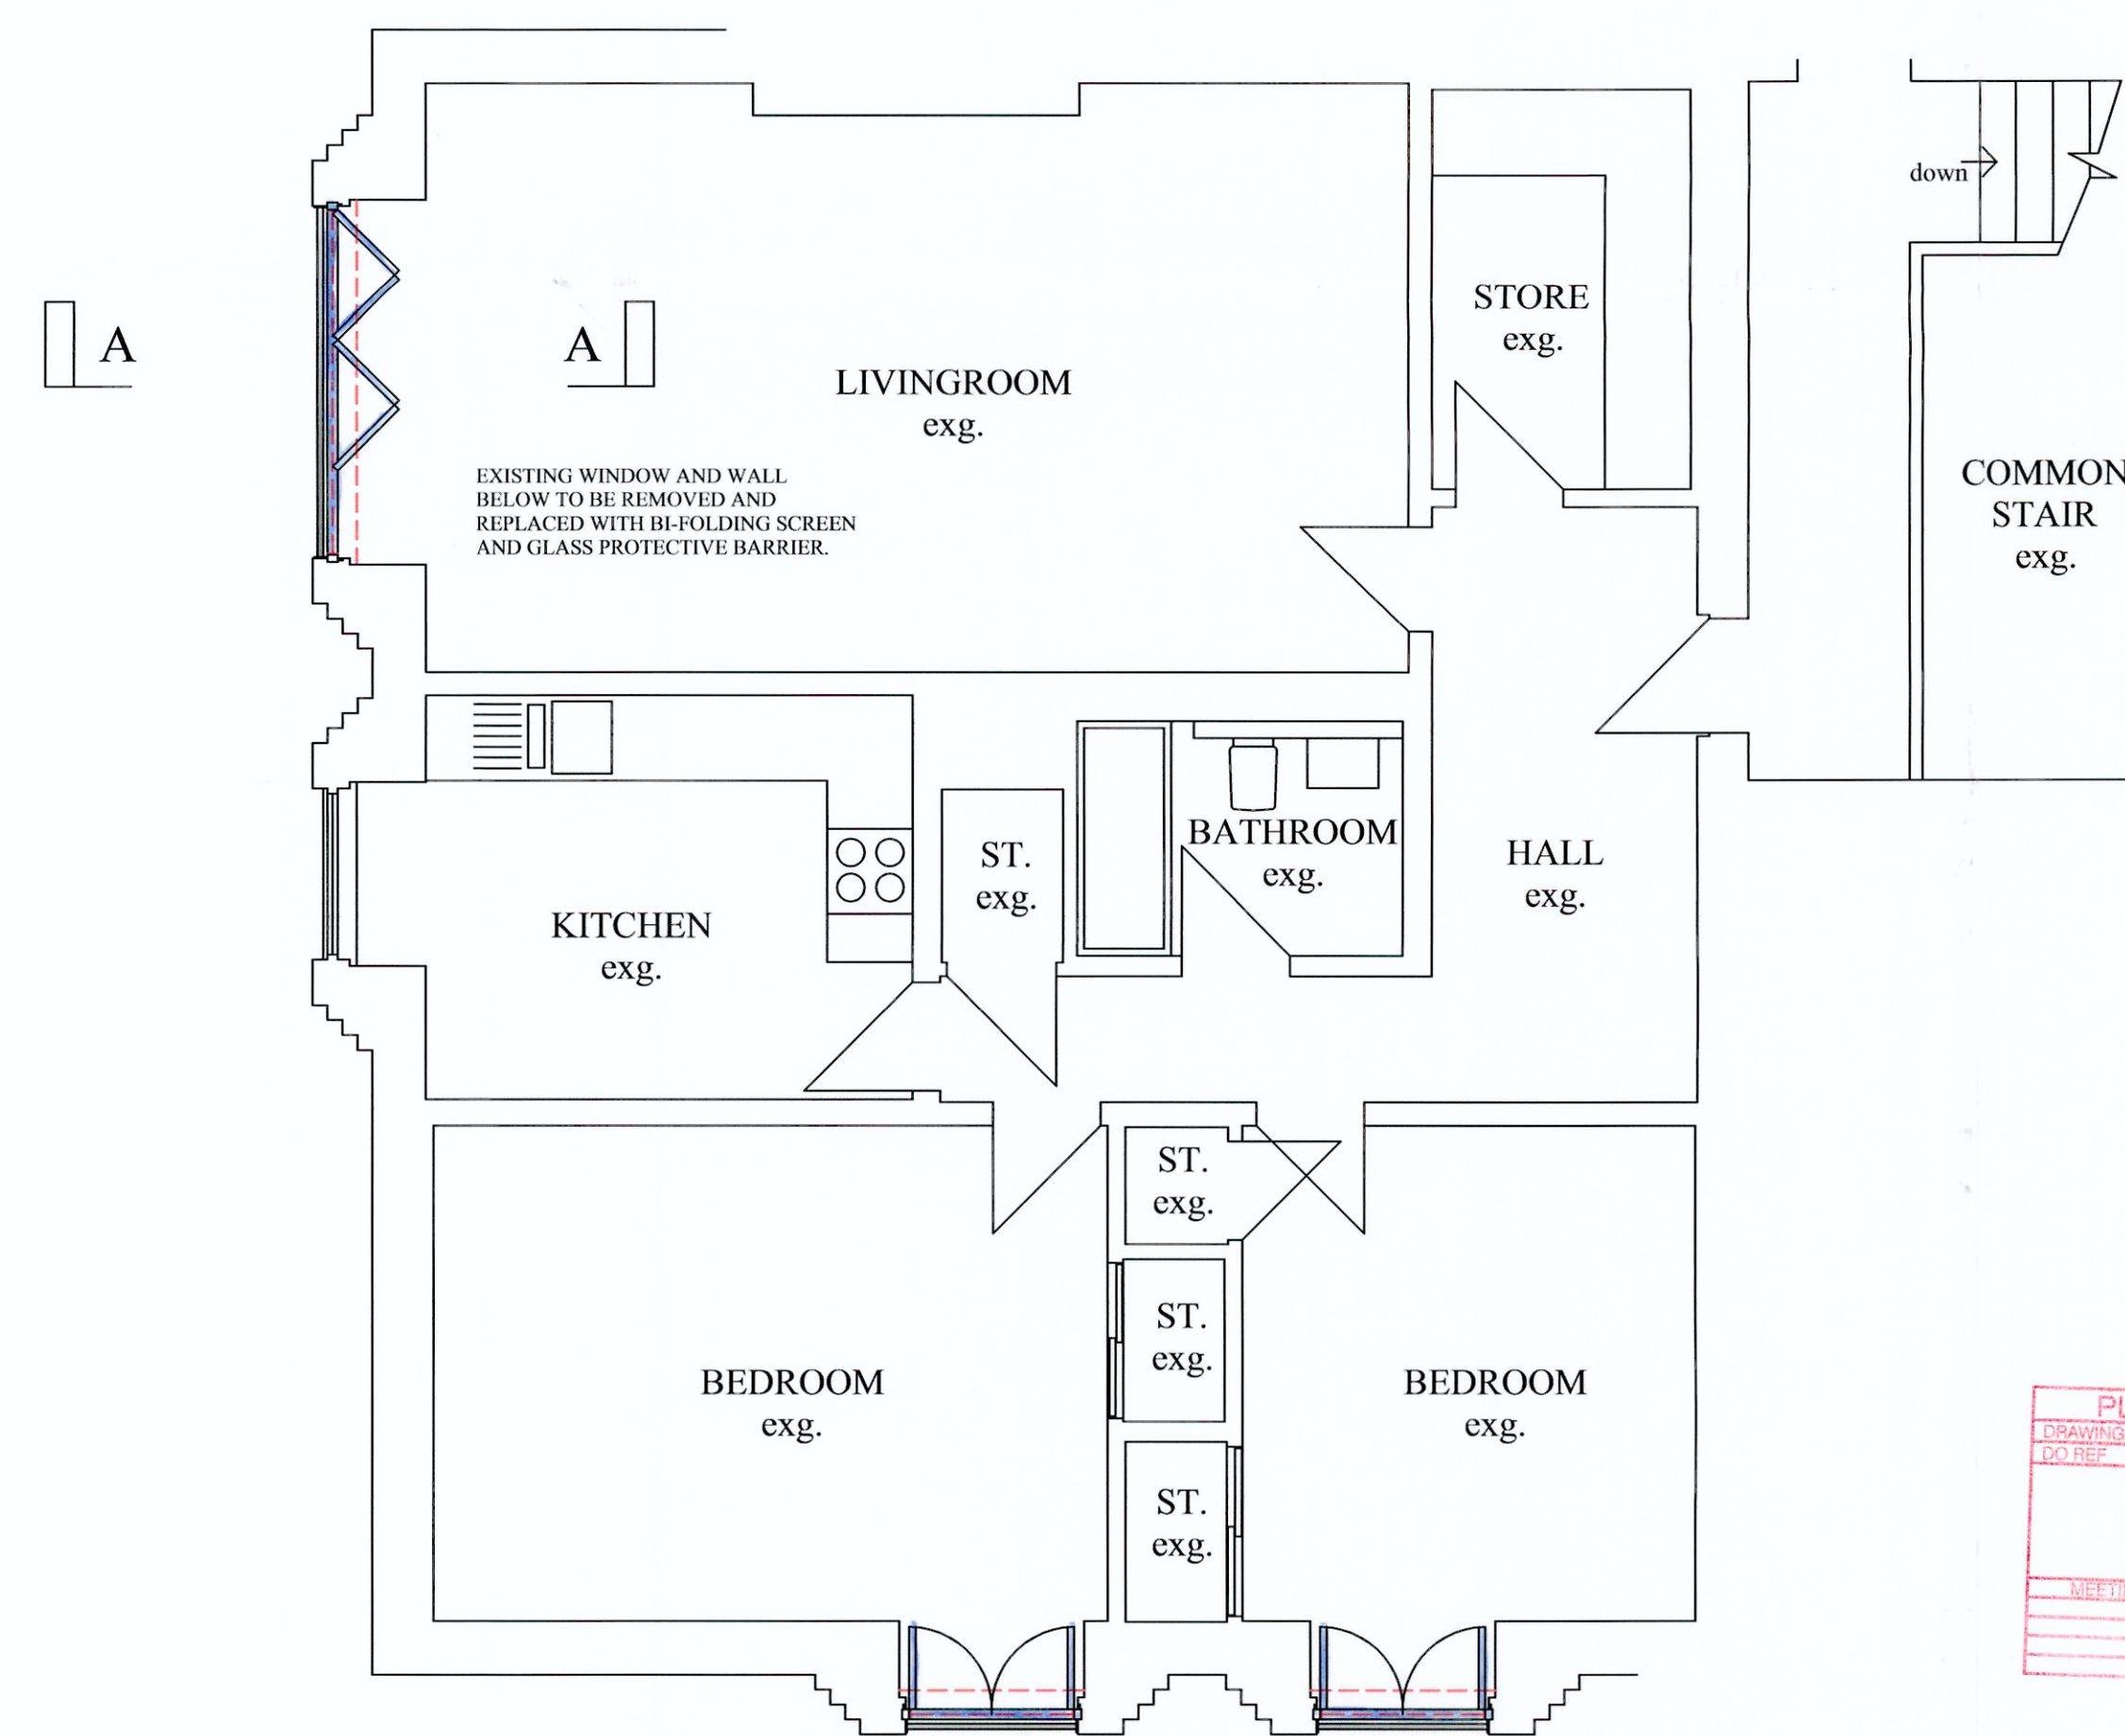 down
STORE
exg.
A
A
LIVINGROOM
exg.
EXISTING WINDOW AND WALL
BELOW TO BE REMOVED AND
REPLACED WITH BI-FOLDING SCREEN
AND GLASS PROTECTIVE BARRIER.
COMMON
STAIR
exg.
KITCHEN
exg.
ST.
exg.
BATHROOM
exg.
HALL
exg.
ST.
exg.
ST.
exg.
BEDROOM
exg.
BEDROOM
exg.
ST.
exg.
DRAWING
DO REF